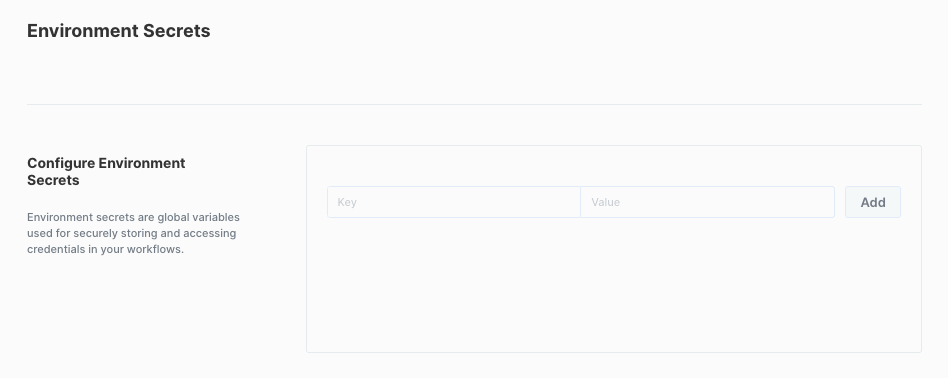 Environment Secrets
Configure Environment
Secrets
Environment secrets are global variables
used for securely storing and accessing
credentials in your workflows.
Key
Value
Add